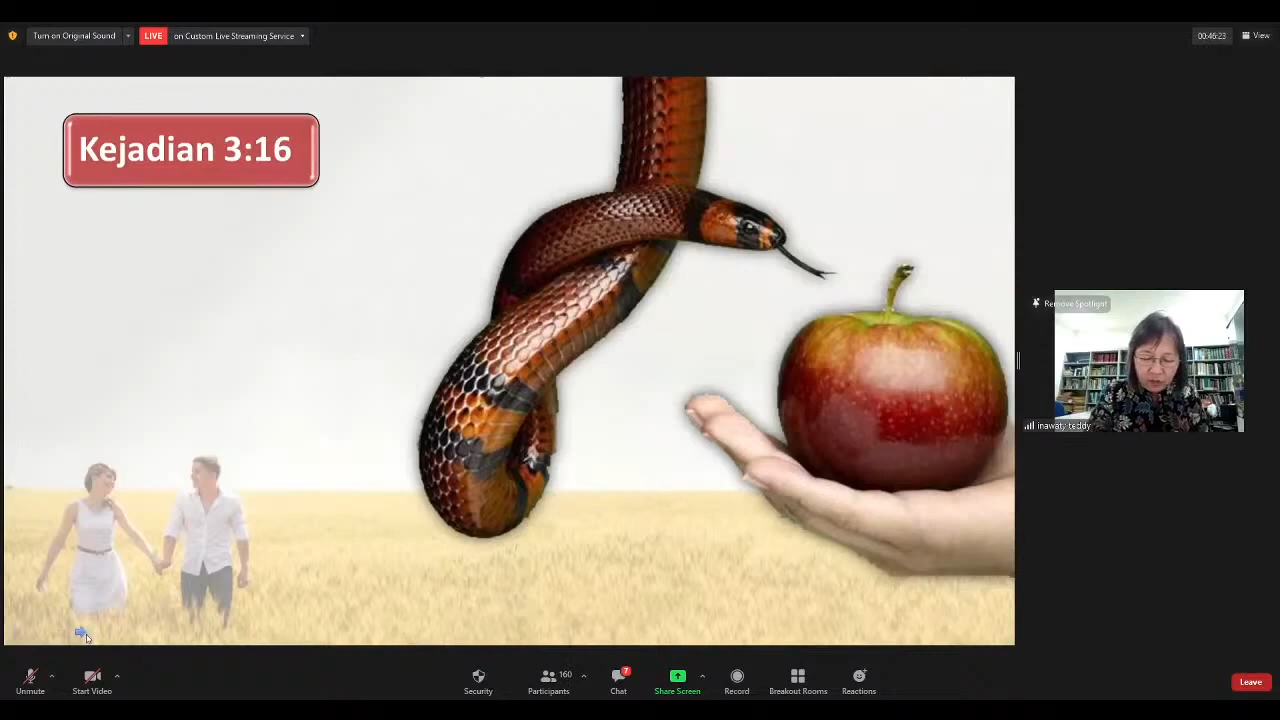 Turn on Original Sound
LIVE
on Custom Live Streaming Service
00:46:23
View
Kejadian 3:16
Remove Spotlight
inawaty teddy
Unmute
Start Video
Security
160
Participants
7
Chat
Share Screen
Record
Breakout Rooms
Reactions
Leave